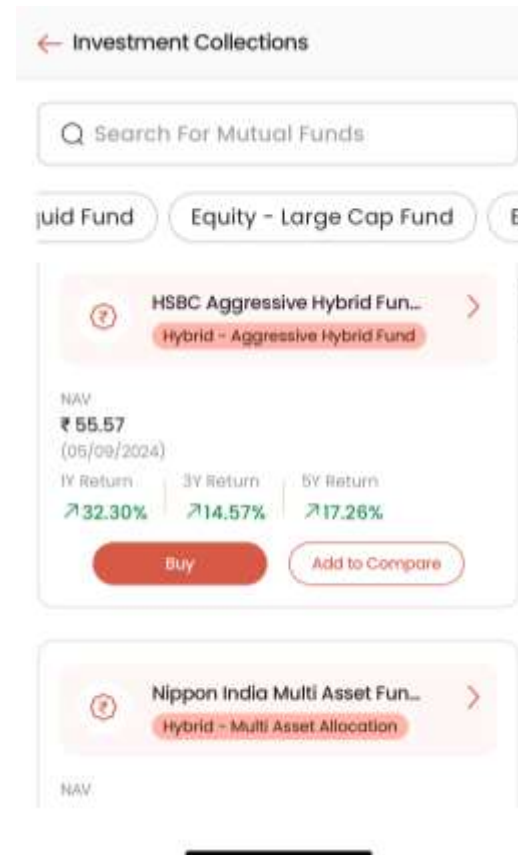 Investment Collections
Search For Mutual Funds
uid Fund Equity - Large Cap Fund E
HSBC Aggressive Hybrid Fun...
Hybrid - Aggressive Hybrid Fund
NAV
₹ 55.57
(05/09/2024)
1Y Return 3Y Return 5Y Return
32.30% 14.57% 17.26%
Buy Add to Compare
Nippon India Multi Asset Fun...
Hybrid - Multi Asset Allocation
NAV